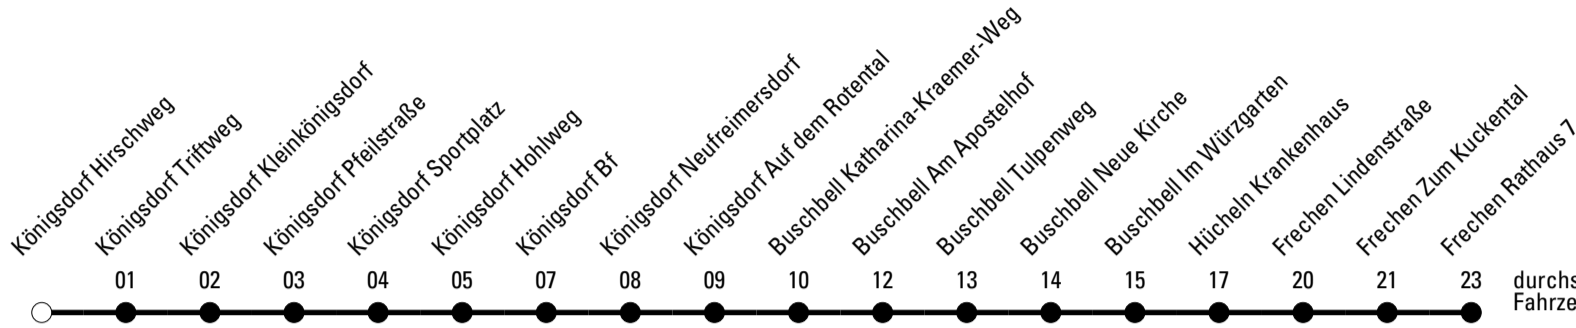 Königsdorf Hirschweg
Königsdorf Triftweg
Königsdorf Kleinkönigsdorf
Königsdorf Pfeilstraße
Königsdorf Sportplatz
Königsdorf Hohlweg
Königsdorf Bf
Königsdorf Neufreimersdorf
Königsdorf Auf dem Rotental
Buschbell Katharina-Kraemer-Weg
Buschbell Am Apostelhof
Buschbell Tulpenweg
Buschbell Neue Kirche
Buschbell Im Würzgarten
Hücheln Krankenhaus
Frechen Lindenstraße
Frechen Zum Kuckental
Frechen Rathaus 7
01 02 03 04 05 07 08 09 10 12 13 14 15 17 20 21 23
durchs
Fahrze